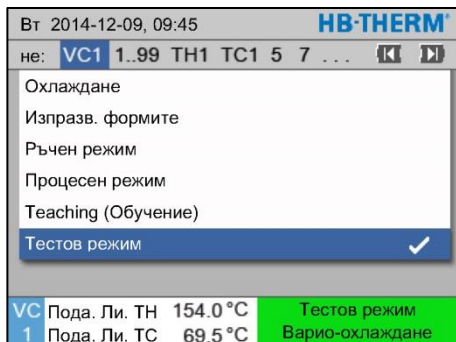 Вт 2014-12-09, 09:45 HB-THERM®
не: VC1 1..99 TH1 TC1 5 7 ...
Охлаждане
Изпразв. формите
Ръчен режим
Процесен режим
Teaching (Обучение)
Тестов режим
VC Пода. Ли. TH 154.0 °C Тестов режим
1 Пода. Ли. TC 69.5 °C Варио-охлаждане